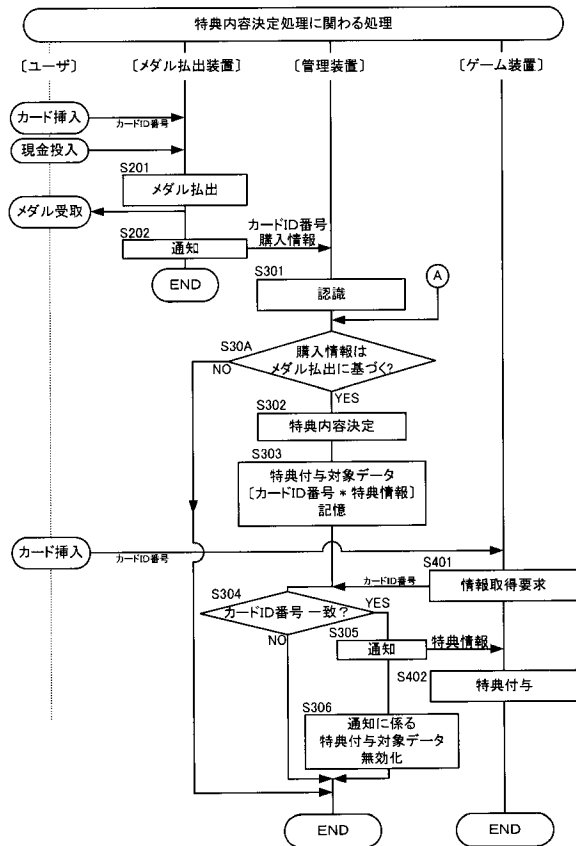 特典内容決定処理に関わる処理
〔ユーザ〕
〔メダル払出装置〕
〔管理装置〕
〔ゲーム装置〕
カード挿入
カードID番号
現金投入
S201
メダル払出
メダル受取
S202
通知
カードID番号
購入情報
END
S301
認識
A
S30A
購入情報は
メダル払出に基づく?
NO
YES
S302
特典内容決定
S303
特典付与対象データ
[カードID番号 * 特典情報]
記憶
カード挿入
カードID番号
S401
情報取得要求
カードID番号
S304
カードID番号 一致?
YES
NO
S305
通知
特典情報
S402
特典付与
S306
通知に係る
特典付与対象データ
無効化
END
END